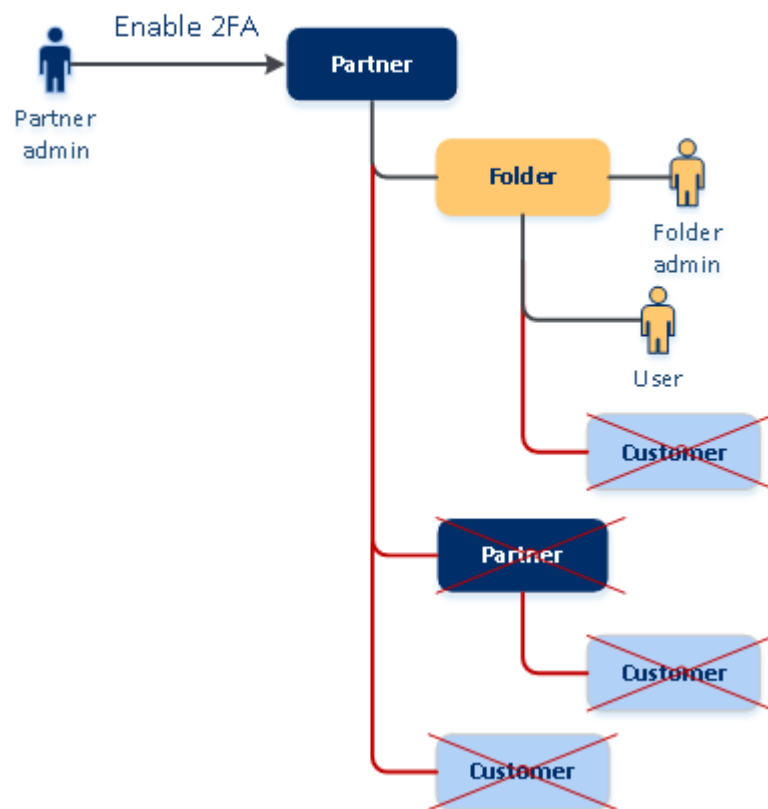 Enable 2FA
Partner
Partner
admin
Folder
Folder
admin
User
Customer
Partner
Customer
Customer